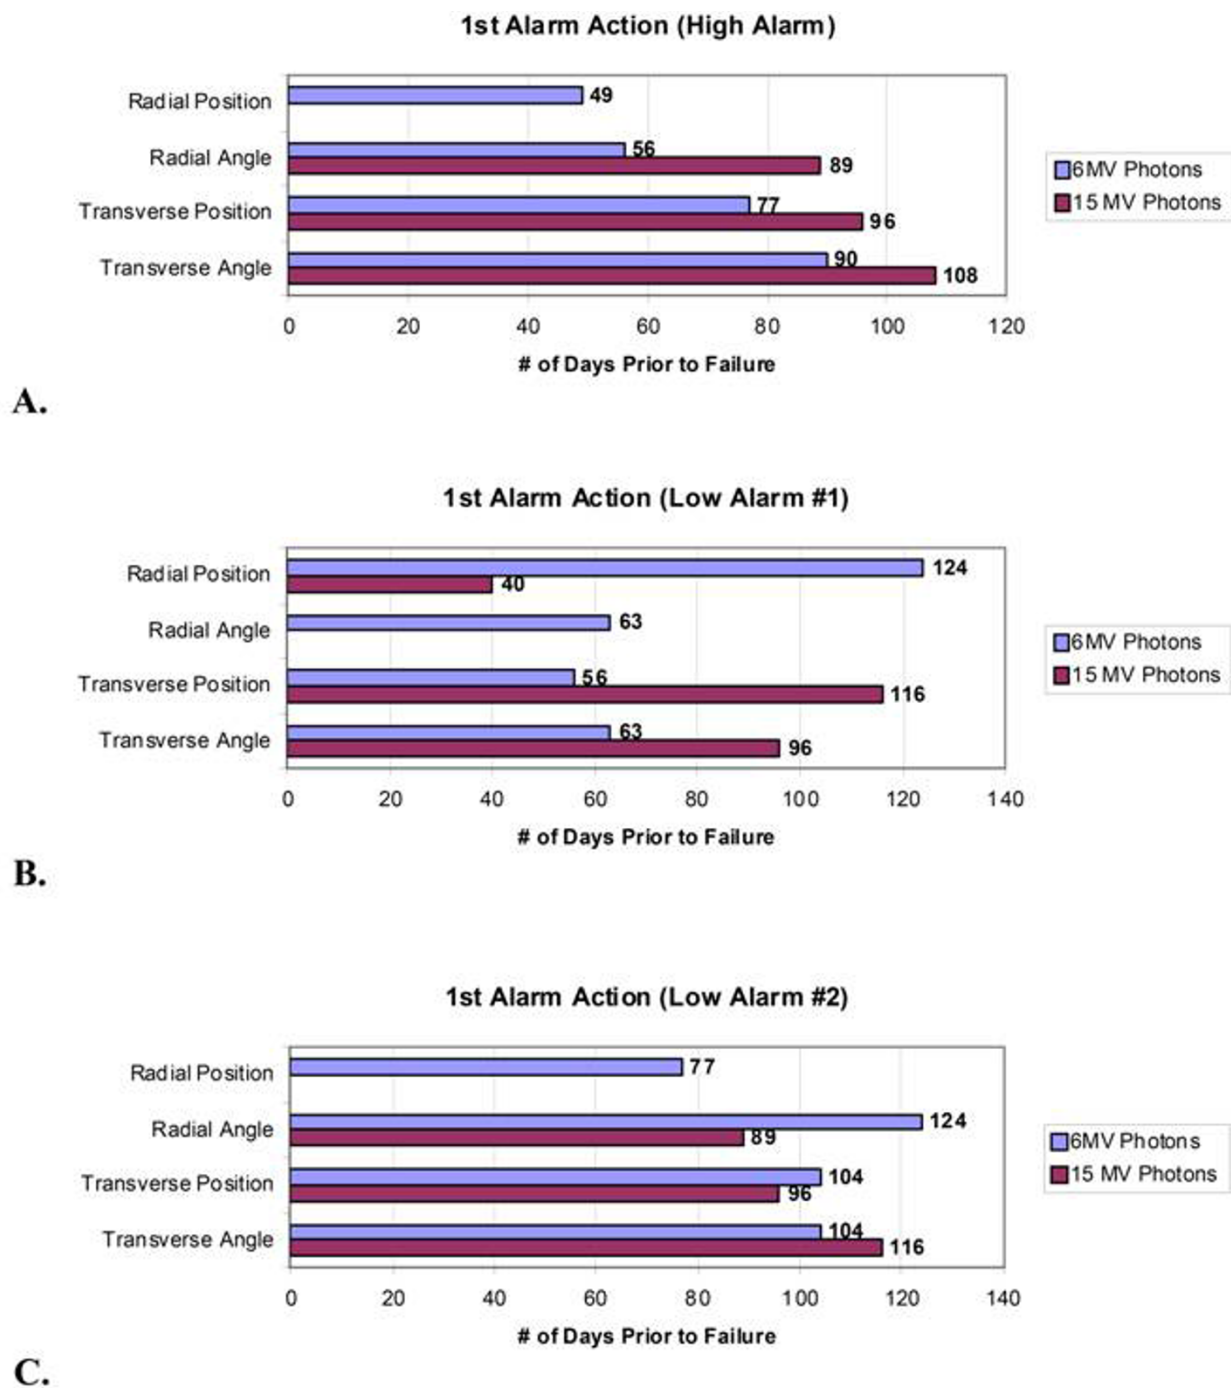 1st Alarm Action (High Alarm)
Radial Position
49
Radial Angle
56
89
Transverse Position
77
96
Transverse Angle
90
108
6MV Photons
15 MV Photons
0 20 40 60 80 100 120
# of Days Prior to Failure
A.
1st Alarm Action (Low Alarm #1)
Radial Position
124
40
Radial Angle
63
Transverse Position
56
116
Transverse Angle
63
96
6MV Photons
15 MV Photons
0 20 40 60 80 100 120 140
# of Days Prior to Failure
B.
1st Alarm Action (Low Alarm #2)
Radial Position
77
Radial Angle
124
89
Transverse Position
104
96
Transverse Angle
104
116
6MV Photons
15 MV Photons
0 20 40 60 80 100 120 140
# of Days Prior to Failure
C.